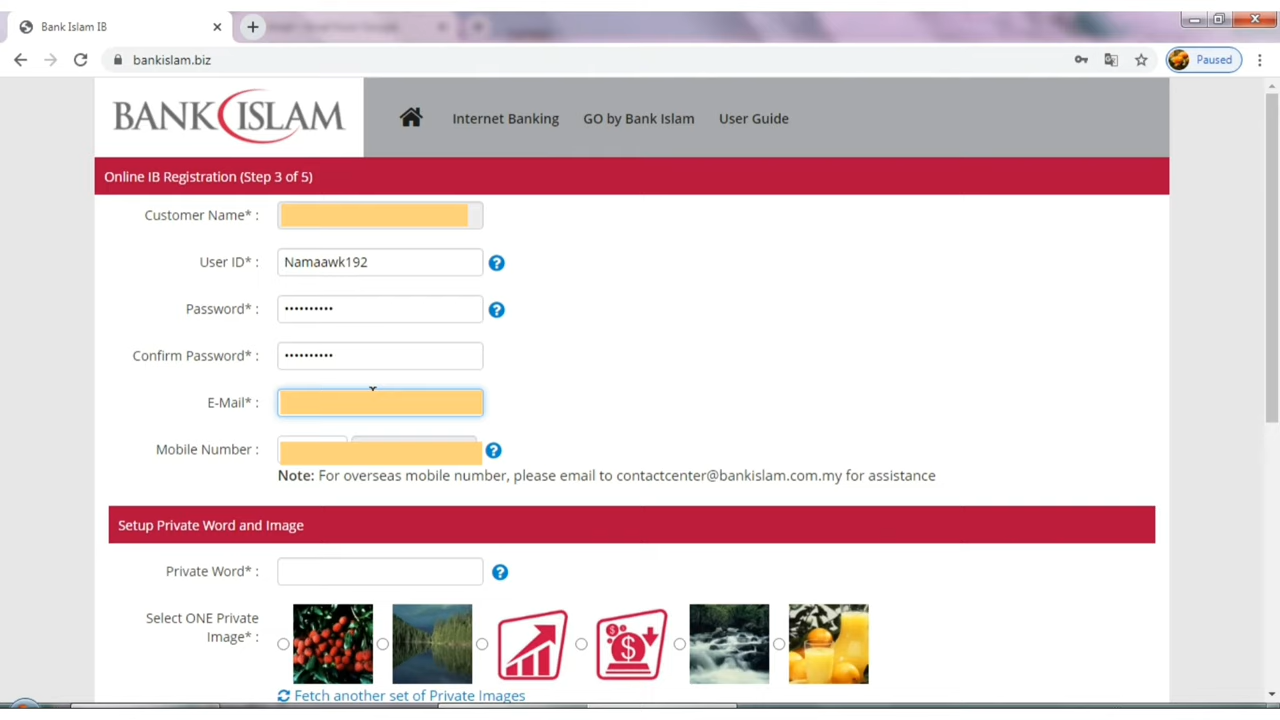 Bank Islam IB
bankislam.biz
Paused
BANK ISLAM
Internet Banking
GO by Bank Islam
User Guide
Online IB Registration (Step 3 of 5)
Customer Name* :
User ID* :
Namaawk192
?
Password* :
••••••••••
?
Confirm Password* :
••••••••••
E-Mail* :
Mobile Number :
?
Note: For overseas mobile number, please email to contactcenter@bankislam.com.my for assistance
Setup Private Word and Image
Private Word* :
?
Select ONE Private
Image* :
$
$
$
Fetch another set of Private Images